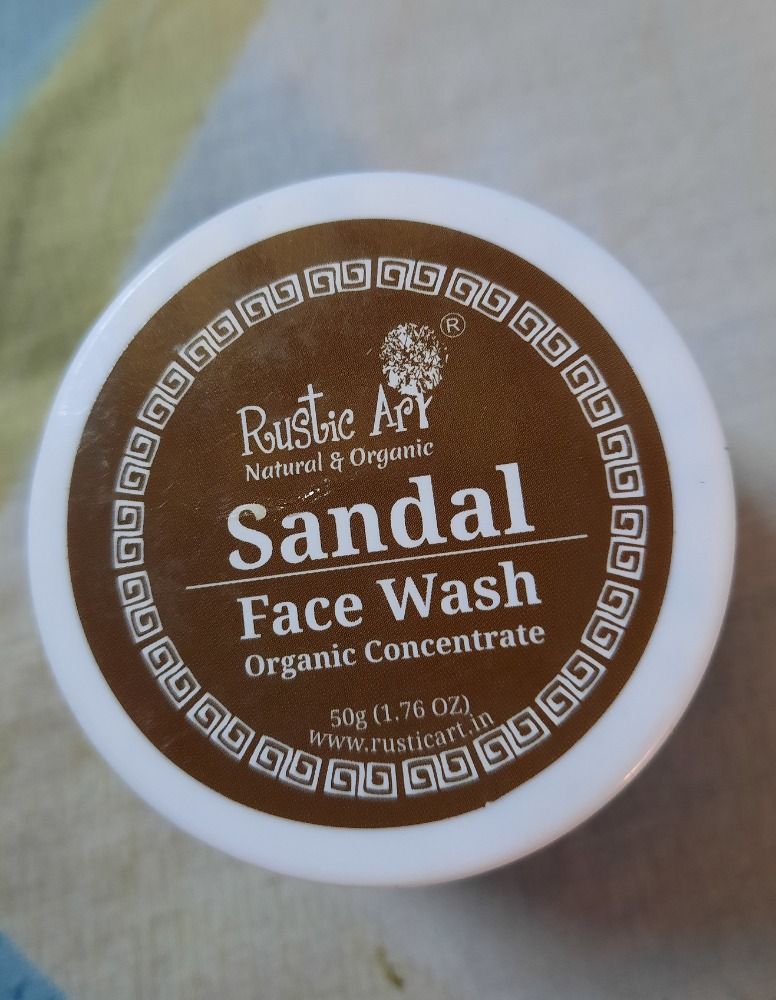 ®
Rustic Art
Natural & Organic
Sandal
Face Wash
Organic Concentrate
50g (1.76 OZ)
www.rusticart.in